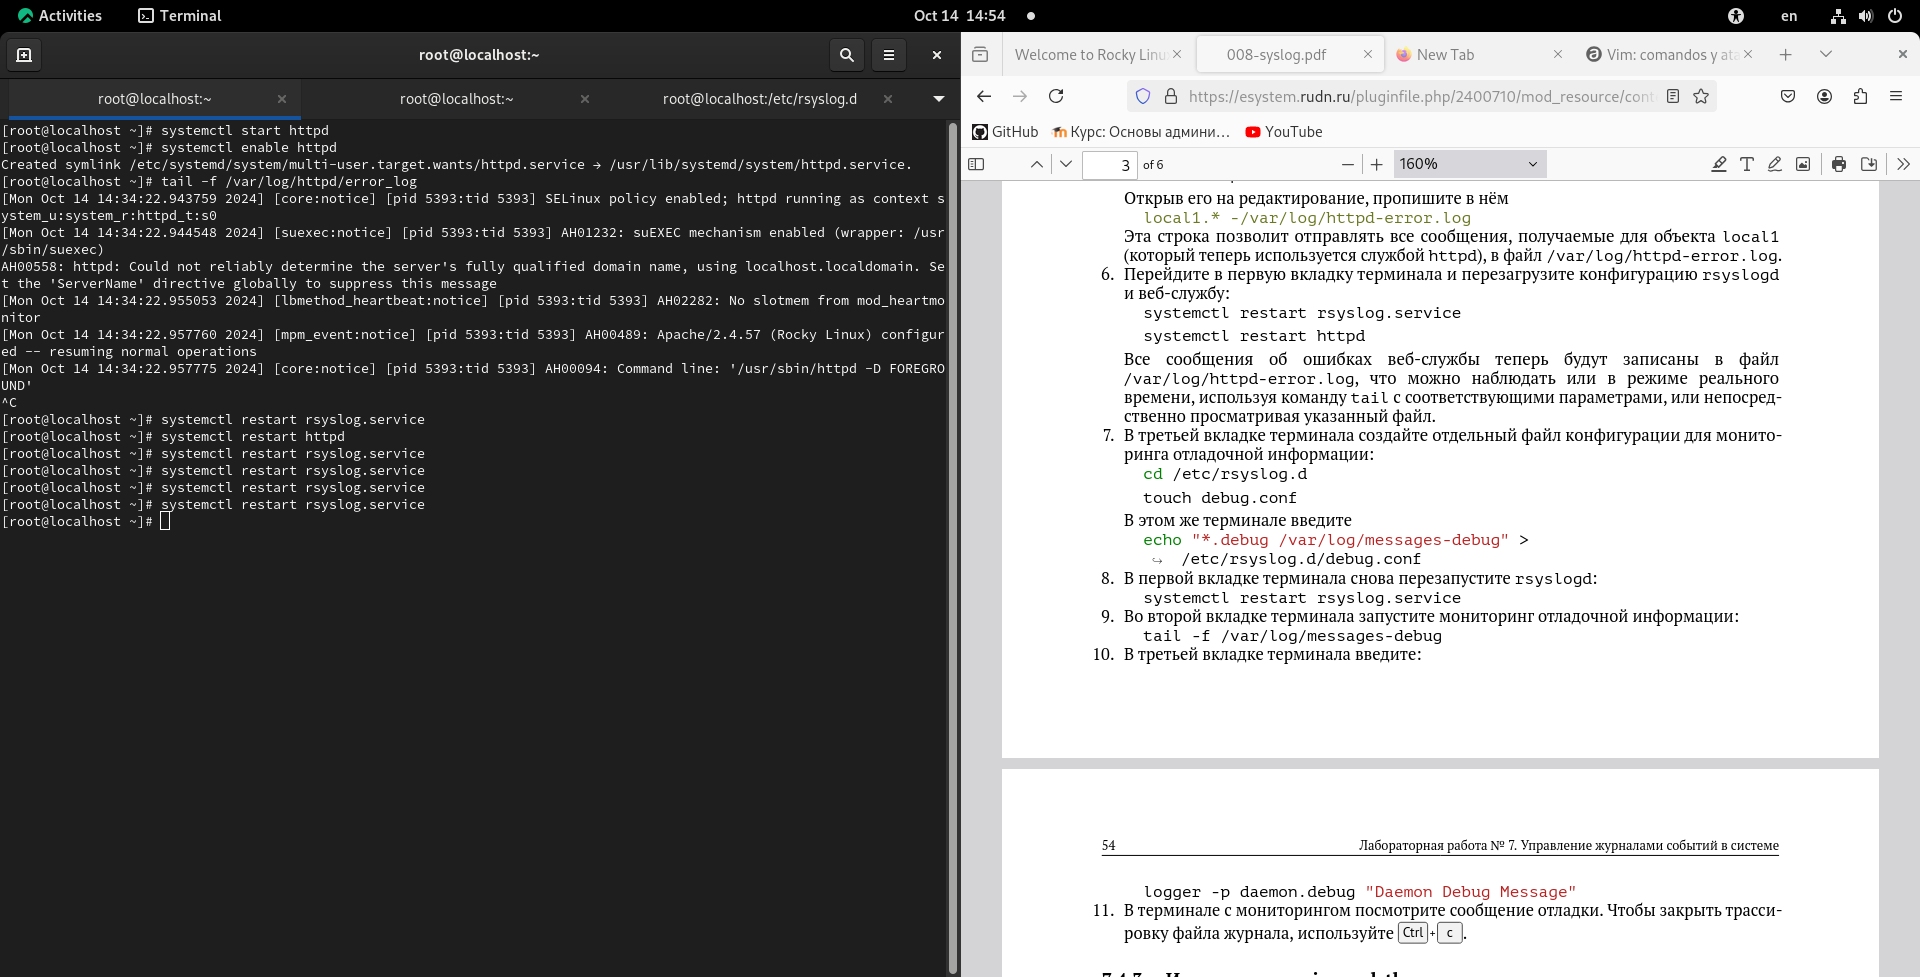 Activities
Terminal
Oct 14 14:54
en
root@localhost:~
root@localhost:~
root@localhost:~
root@localhost:/etc/rsyslog.d
[root@localhost ~]# systemctl start httpd
[root@localhost ~]# systemctl enable httpd
Created symlink /etc/systemd/system/multi-user.target.wants/httpd.service → /usr/lib/systemd/system/httpd.service.
[root@localhost ~]# tail -f /var/log/httpd/error_log
[Mon Oct 14 14:34:22.943759 2024] [core:notice] [pid 5393:tid 5393] SELinux policy enabled; httpd running as context s
ystem_u:system_r:httpd_t:s0
[Mon Oct 14 14:34:22.944548 2024] [suexec:notice] [pid 5393:tid 5393] AH01232: suEXEC mechanism enabled (wrapper: /usr
/sbin/suexec)
AH00558: httpd: Could not reliably determine the server's fully qualified domain name, using localhost.localdomain. Se
t the 'ServerName' directive globally to suppress this message
[Mon Oct 14 14:34:22.955053 2024] [lbmethod_heartbeat:notice] [pid 5393:tid 5393] AH02282: No slotmem from mod_heartmo
nitor
[Mon Oct 14 14:34:22.957760 2024] [mpm_event:notice] [pid 5393:tid 5393] AH00489: Apache/2.4.57 (Rocky Linux) configur
ed -- resuming normal operations
[Mon Oct 14 14:34:22.957775 2024] [core:notice] [pid 5393:tid 5393] AH00094: Command line: '/usr/sbin/httpd -D FOREGRO
UND'
^C
[root@localhost ~]# systemctl restart rsyslog.service
[root@localhost ~]# systemctl restart httpd
[root@localhost ~]# systemctl restart rsyslog.service
[root@localhost ~]# systemctl restart rsyslog.service
[root@localhost ~]# systemctl restart rsyslog.service
[root@localhost ~]# systemctl restart rsyslog.service
[root@localhost ~]#
Welcome to Rocky Linu
008-syslog.pdf
New Tab
Vim: comandos y ata
https://esystem.rudn.ru/pluginfile.php/2400710/mod_resource/cont
GitHub
Курс: Основы админи...
YouTube
3 of 6
160%
Открыв его на редактирование, пропишите в нём
local1.* -/var/log/httpd-error.log
Эта строка позволит отправлять все сообщения, получаемые для объекта local1
(который теперь используется службой httpd), в файл /var/log/httpd-error.log.
6. Перейдите в первую вкладку терминала и перезагрузите конфигурацию rsyslogd
и веб-службу:
systemctl restart rsyslog.service
systemctl restart httpd
Все сообщения об ошибках веб-службы теперь будут записаны в файл
/var/log/httpd-error.log, что можно наблюдать или в режиме реального
времени, используя команду tail с соответствующими параметрами, или непосред-
ственно просматривая указанный файл.
7. В третьей вкладке терминала создайте отдельный файл конфигурации для монито-
ринга отладочной информации:
cd /etc/rsyslog.d
touch debug.conf
В этом же терминале введите
echo "*.debug /var/log/messages-debug" >
↪ /etc/rsyslog.d/debug.conf
8. В первой вкладке терминала снова перезапустите rsyslogd:
systemctl restart rsyslog.service
9. Во второй вкладке терминала запустите мониторинг отладочной информации:
tail -f /var/log/messages-debug
10. В третьей вкладке терминала введите:
54 Лабораторная работа № 7. Управление журналами событий в системе
logger -p daemon.debug "Daemon Debug Message"
11. В терминале с мониторингом посмотрите сообщение отладки. Чтобы закрыть трасси-
ровку файла журнала, используйте Ctrl + c .